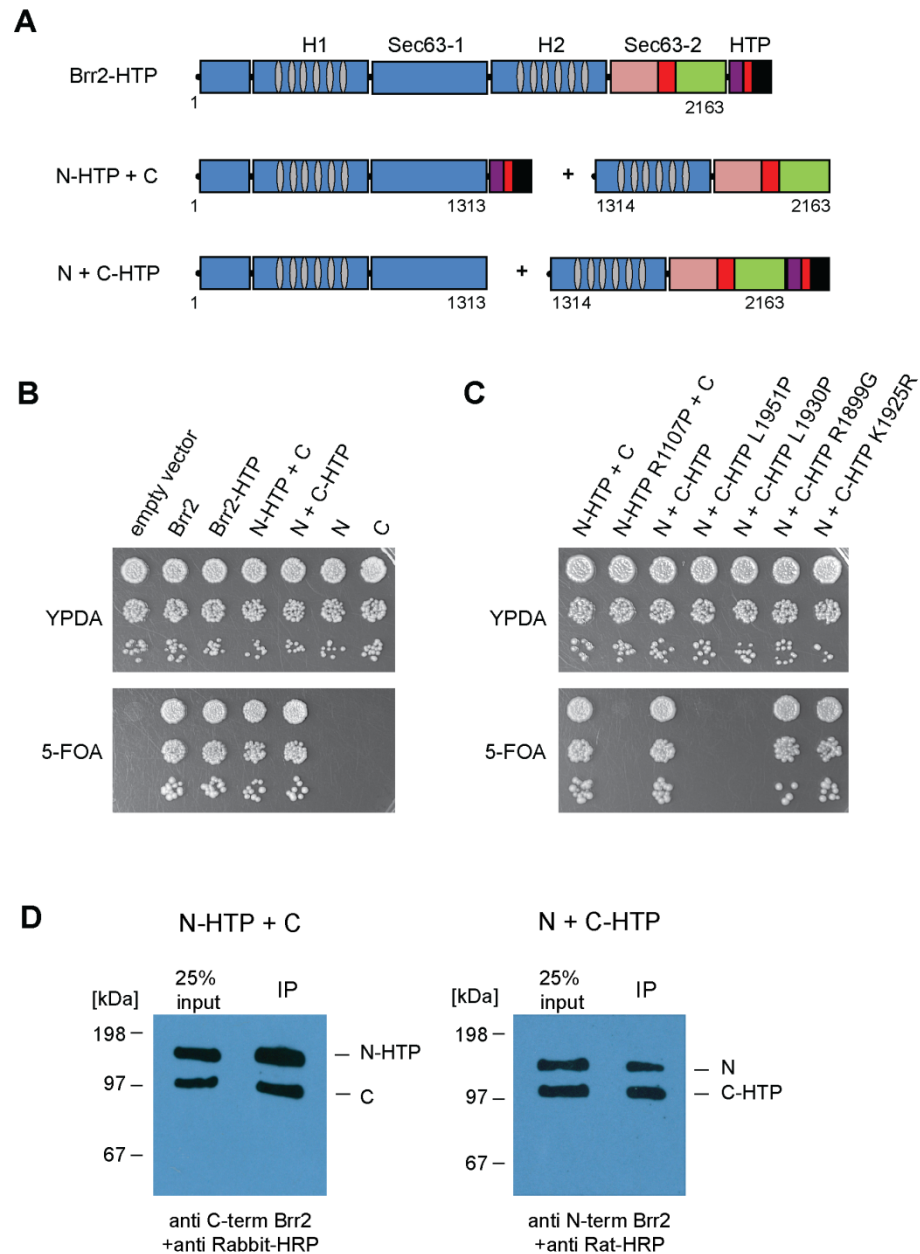 A
H1 Sec63-1 H2 Sec63-2 HTP
Brr2-HTP
1 2163
N-HTP + C
+
1 1313 1314 2163
N + C-HTP
+
1 1313 1314 2163
B
empty vector
Brr2
Brr2-HTP
N-HTP + C
N + C-HTP
N
C
YPDA
5-FOA
C
N-HTP + C
N-HTP R1107P + C
N + C-HTP
N + C-HTP L1951P
N + C-HTP L1930P
N + C-HTP R1899G
N + C-HTP K1925R
YPDA
5-FOA
D
N-HTP + C
[kDa]
25%
input
IP
198
97
67
N-HTP
C
anti C-term Brr2
+anti Rabbit-HRP
N + C-HTP
[kDa]
25%
input
IP
198
97
67
N
C-HTP
anti N-term Brr2
+anti Rat-HRP